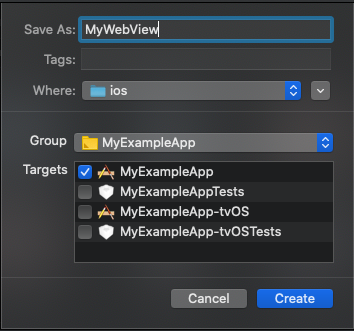 Save As: MyWebView
Tags:
Where: ios
Group MyExampleApp
Targets MyExampleApp
MyExampleAppTests
MyExampleApp-tvOS
MyExampleApp-tvOSTests
Cancel Create